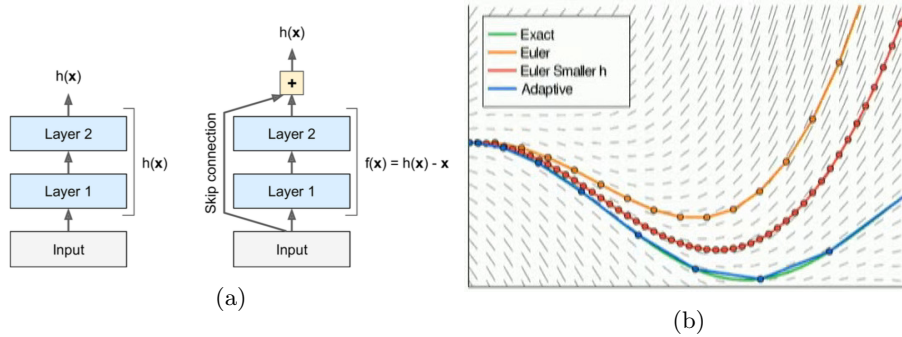 h(x)
Layer 2
Layer 1
Input
h(x)
h(x)
+
Layer 2
Layer 1
Input
Skip connection
f(x) = h(x) - x
(a)
Exact
Euler
Euler Smaller h
Adaptive
(b)